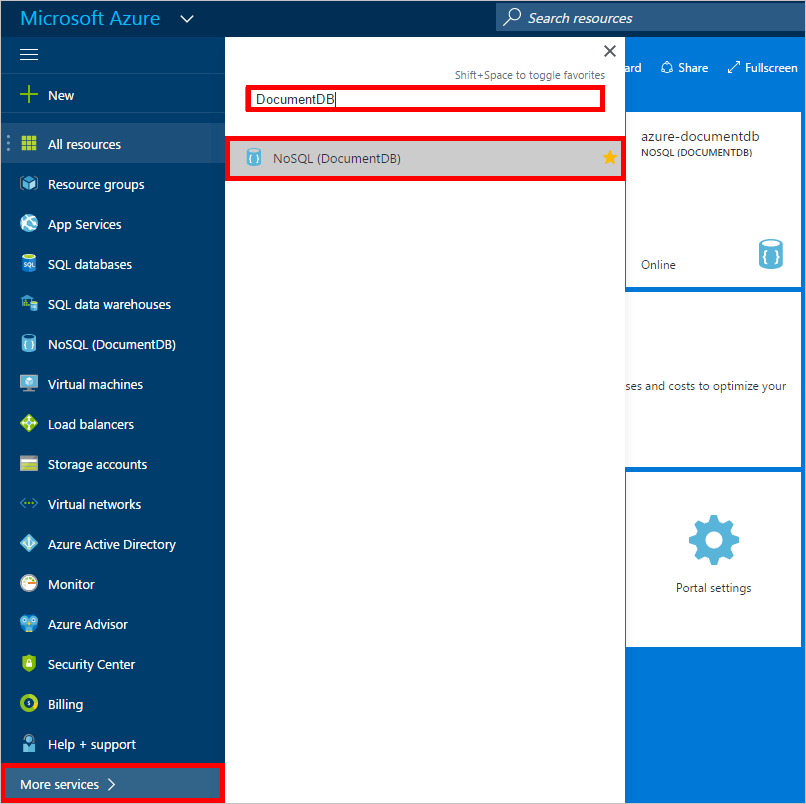 Microsoft Azure
Search resources
New
All resources
Resource groups
App Services
SQL databases
SQL data warehouses
NoSQL (DocumentDB)
Virtual machines
Load balancers
Storage accounts
Virtual networks
Azure Active Directory
Monitor
Azure Advisor
Security Center
Billing
Help + support
More services
Shift+Space to toggle favorites
DocumentDB
NoSQL (DocumentDB)
ard
Share
Fullscreen
azure-documentdb
NOSQL (DOCUMENTDB)
Online
ses and costs to optimize your
Portal settings